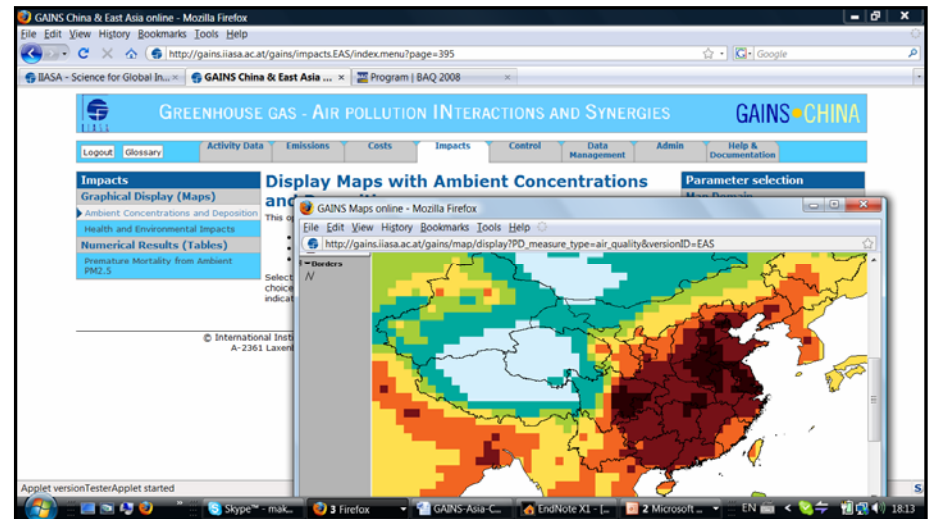 GAINS China & East Asia online - Mozilla Firefox
File Edit View History Bookmarks Tools Help
http://gains.iiasa.ac.at/gains/impacts.EAS/index.menu?page=395
Google
IIASA - Science for Global In...
GAINS China & East Asia ...
Program | BAQ 2008
IIASA
GREENHOUSE GAS - AIR POLLUTION INTERACTIONS AND SYNERGIES
GAINS CHINA
Logout
Glossary
Activity Data
Emissions
Costs
Impacts
Control
Data Management
Admin
Help & Documentation
Impacts
Graphical Display (Maps)
Ambient Concentrations and Deposition
Health and Environmental Impacts
Numerical Results (Tables)
Premature Mortality from Ambient
PM2.5
Display Maps with Ambient Concentrations
and
This op
Select
choice
indicat
Parameter selection
Map Domain
© International Insti
A-2361 Laxenb
GAINS Maps online - Mozilla Firefox
File Edit View History Bookmarks Tools Help
http://gains.iiasa.ac.at/gains/map/display?PD_measure_type=air_quality&versionID=EAS
Borders
Applet versionTesterApplet started
Skype™ - mak...
3 Firefox
GAINS-Asia-C...
EndNote X1 - [...
2 Microsoft ...
EN
18:13